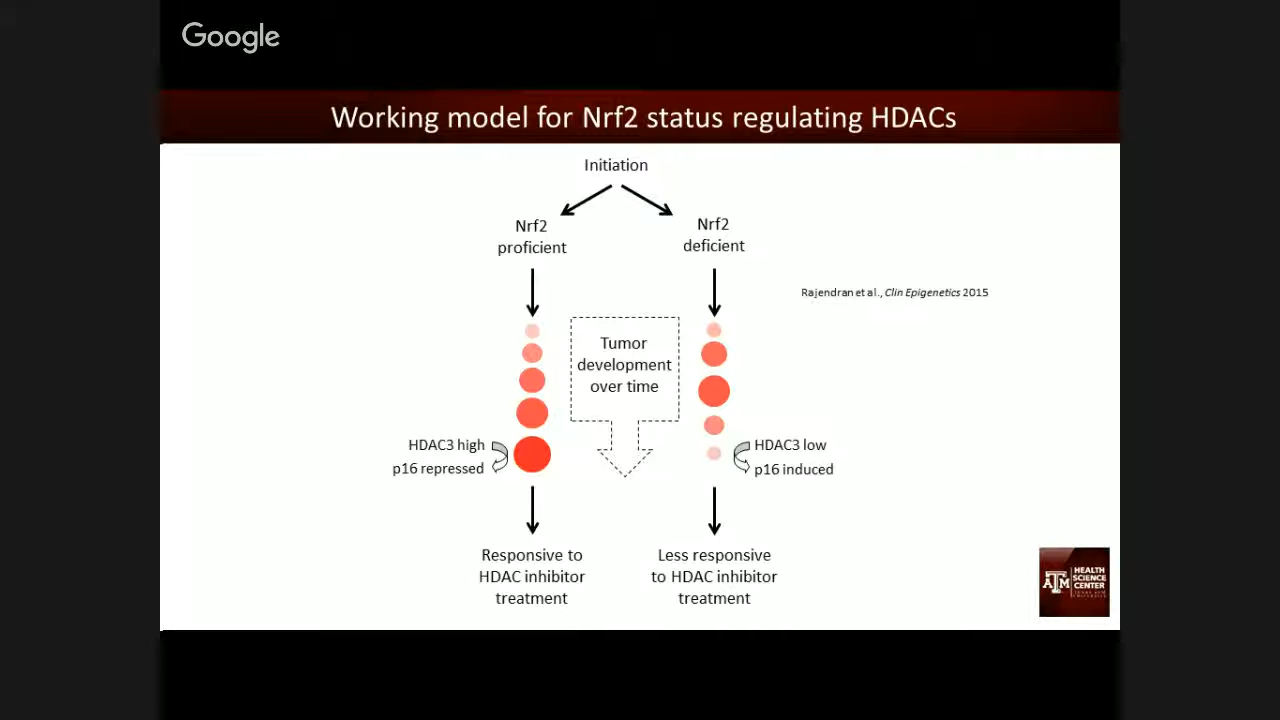 Google
Working model for Nrf2 status regulating HDACs
Initiation
Nrf2
proficient
Nrf2
deficient
Rajendran et al., Clin Epigenetics 2015
Tumor
development
over time
HDAC3 high
p16 repressed
HDAC3 low
p16 induced
Responsive to
HDAC inhibitor
treatment
Less responsive
to HDAC inhibitor
treatment
ATM
HEALTH
SCIENCE
CENTER
TEXAS A&M
UNIVERSITY